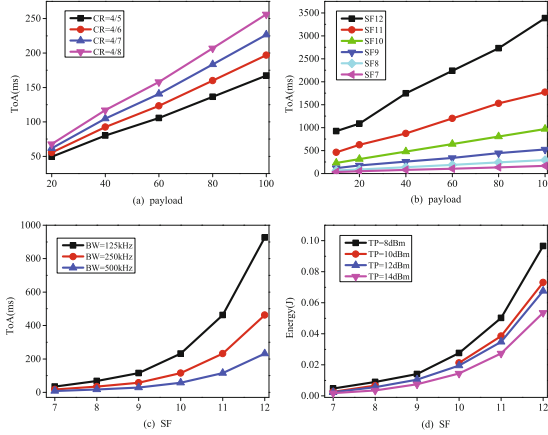 CR=4/5
CR=4/6
CR=4/7
CR=4/8
250
200
150
100
50
ToA(ms)
20 40 60 80 100
(a) payload
SF12
SF11
SF10
SF9
SF8
SF7
3500
3000
2500
2000
1500
1000
500
0
ToA(ms)
20 40 60 80 100
(b) payload
BW=125kHz
BW=250kHz
BW=500kHz
1000
800
600
400
200
0
ToA(ms)
7 8 9 10 11 12
(c) SF
TP=8dBm
TP=10dBm
TP=12dBm
TP=14dBm
0.10
0.08
0.06
0.04
0.02
0.00
Energy(J)
7 8 9 10 11 12
(d) SF